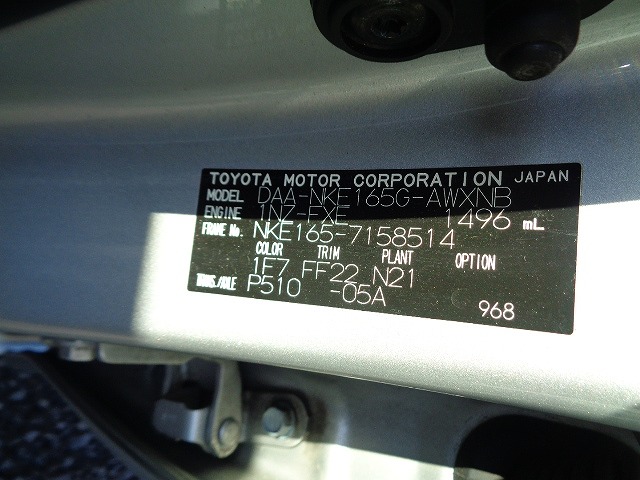 TOYOTA MOTOR CORPORATION JAPAN
MODEL DAA-NKE165G-AWXNB
ENGINE 1NZ-FXE 1496 mL
FRAME No. NKE165-7158514
COLOR TRIM PLANT OPTION
1F7 FF22 N21
TRANS./AXLE P510 -05A
968